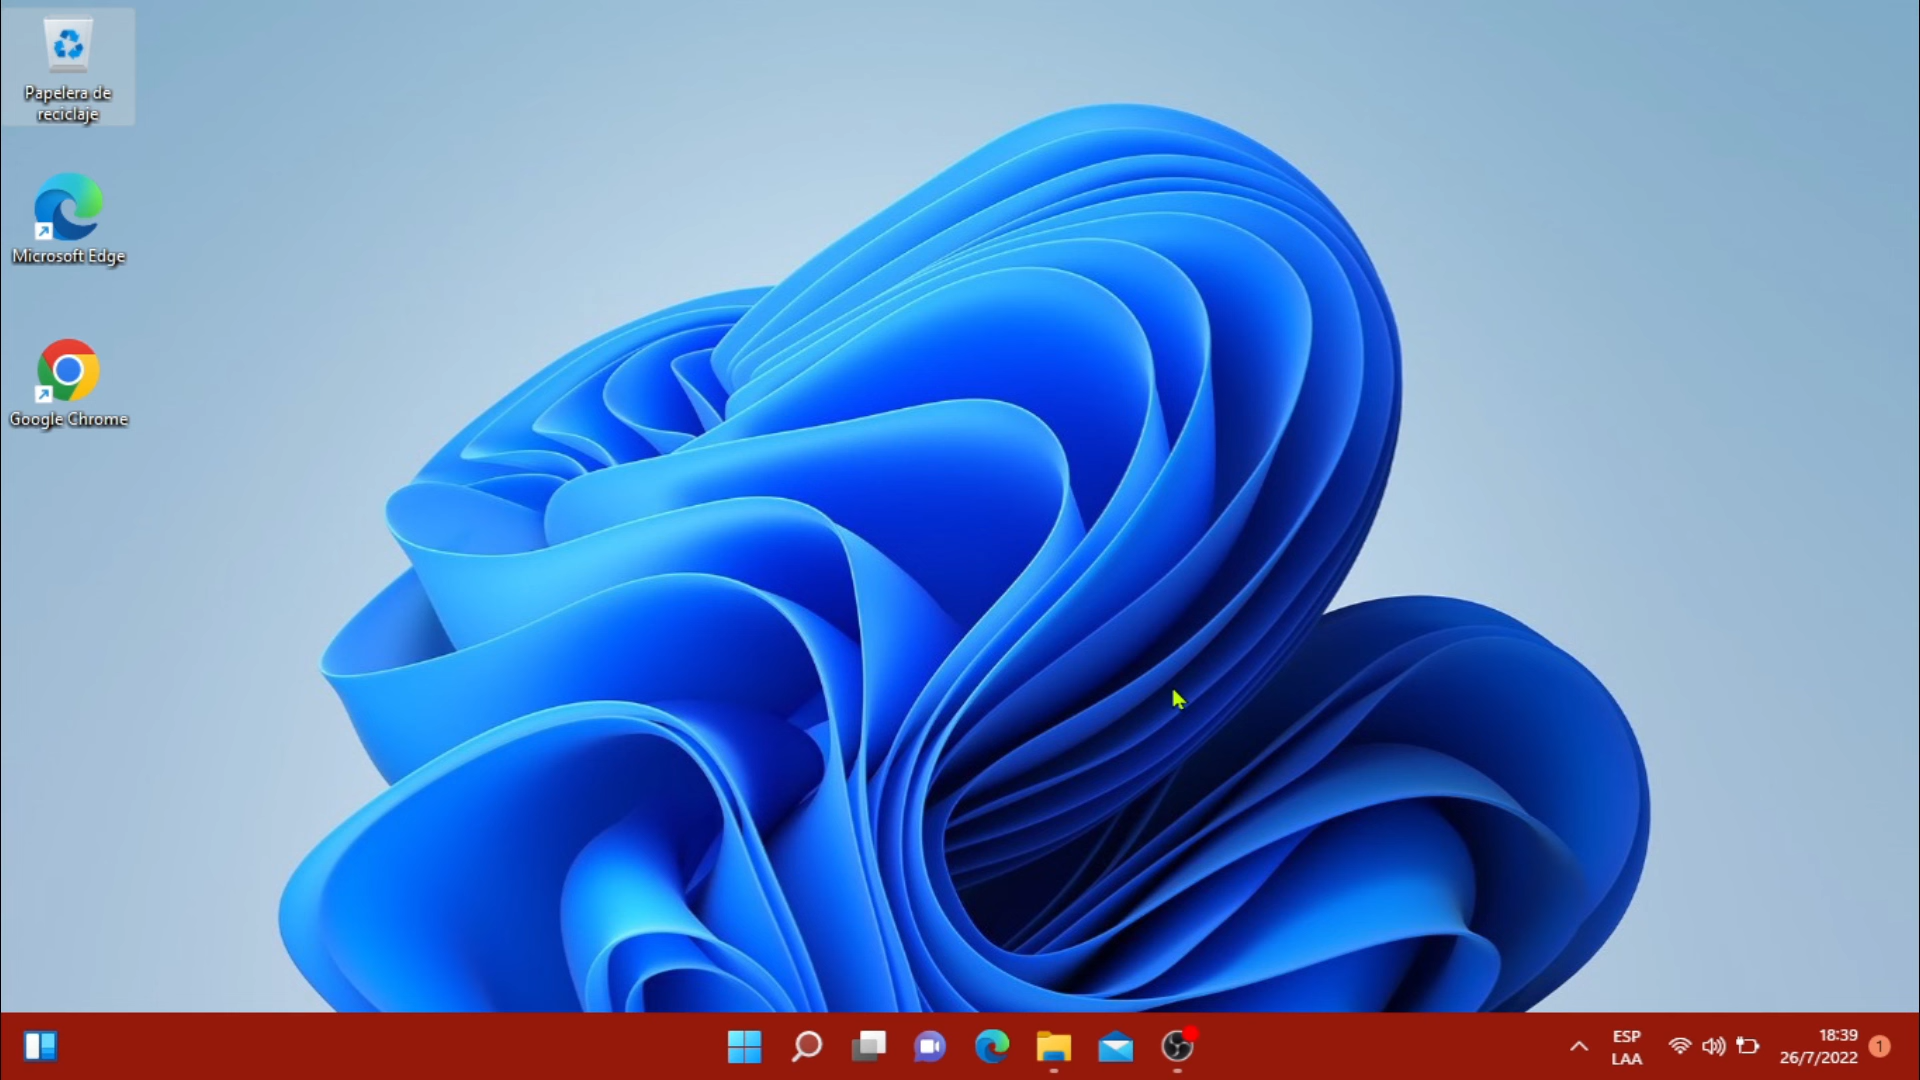 Papelera de
reciclaje
Microsoft Edge
Google Chrome
ESP
LAA
18:39
26/7/2022
1